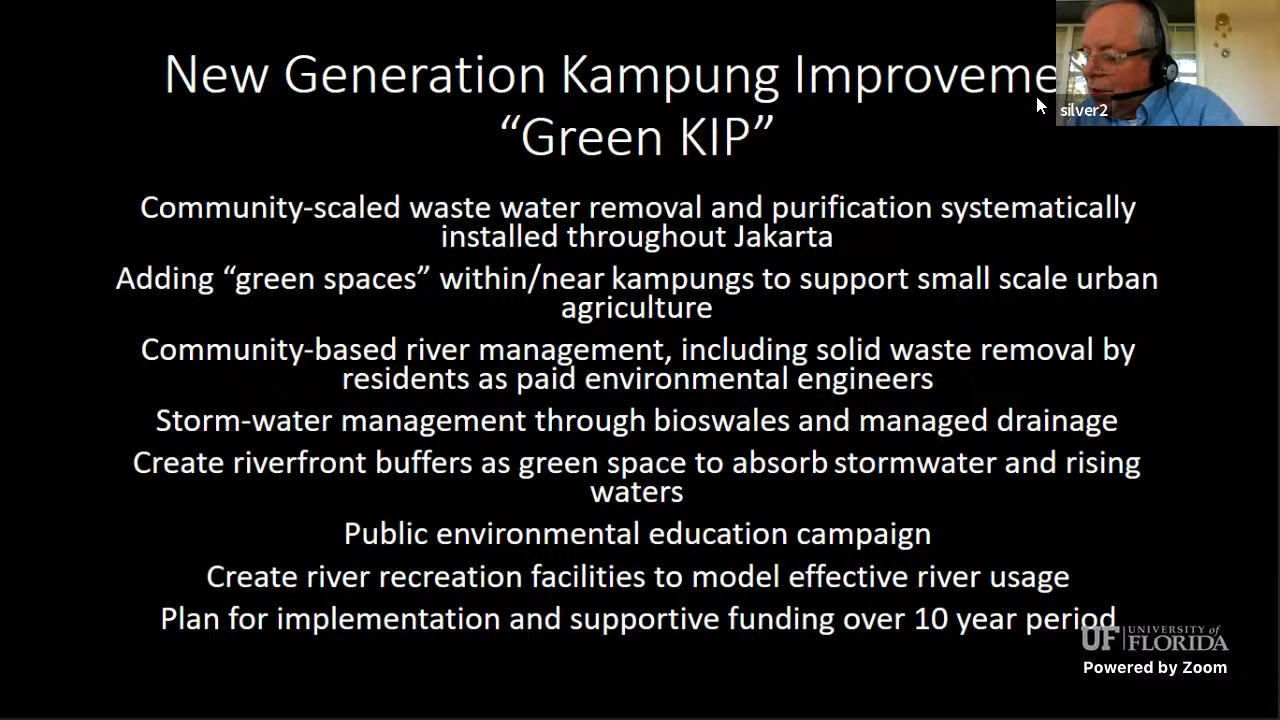 New Generation Kampung Improveme
“Green KIP”
silver2
Community-scaled waste water removal and purification systematically
installed throughout Jakarta
Adding “green spaces” within/near kampungs to support small scale urban
agriculture
Community-based river management, including solid waste removal by
residents as paid environmental engineers
Storm-water management through bioswales and managed drainage
Create riverfront buffers as green space to absorb stormwater and rising
waters
Public environmental education campaign
Create river recreation facilities to model effective river usage
Plan for implementation and supportive funding over 10 year period
UF UNIVERSITY of
FLORIDA
Powered by Zoom